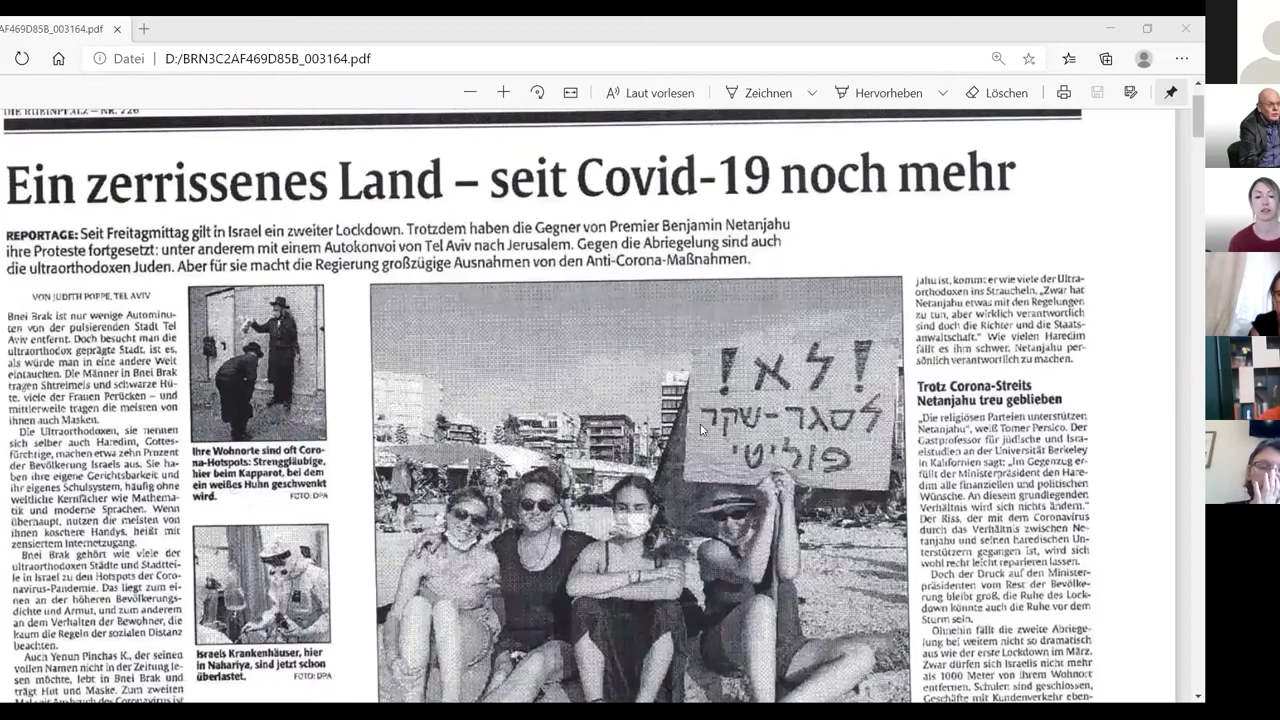 AF469D85B_003164.pdf
Datei
D:/BRN3C2AF469D85B_003164.pdf
Laut vorlesen
Zeichnen
Hervorheben
Löschen
DIE RHEINPFALZ — NR. 226
Ein zerrissenes Land – seit Covid-19 noch mehr
REPORTAGE: Seit Freitagmittag gilt in Israel ein zweiter Lockdown. Trotzdem haben die Gegner von Premier Benjamin Netanjahu
ihre Proteste fortgesetzt: unter anderem mit einem Autokonvoi von Tel Aviv nach Jerusalem. Gegen die Abriegelung sind auch
die ultraorthodoxen Juden. Aber für sie macht die Regierung großzügige Ausnahmen von den Anti-Corona-Maßnahmen.
VON JUDITH POPPE, TEL AVIV
Bnei Brak ist nur wenige Autominu-
ten von der pulsierenden Stadt Tel
Aviv entfernt. Doch besucht man die
ultraorthodox geprägte Stadt, ist es,
als würde man in eine andere Welt
eintauchen. Die Männer in Bnei Brak
tragen Shtreimels und schwarze Hü-
te, viele der Frauen Perücken – und
mittlerweile tragen die meisten von
ihnen auch Masken.
Die Ultraorthodoxen, sie nennen
sich selber auch Haredim, Gottes-
fürchtige, machen etwa zehn Prozent
der Bevölkerung Israels aus. Sie ha-
ben ihre eigene Gerichtsbarkeit und
ihr eigenes Schulsystem, häufig ohne
weltliche Kernfächer wie Mathema-
tik und moderne Sprachen. Wenn
überhaupt, nutzen die meisten von
ihnen koschere Handys, heißt mit
zensiertem Internetzugang.
Bnei Brak gehört wie viele der
ultraorthodoxen Städte und Stadttei-
le in Israel zu den Hotspots der Coro-
navirus-Pandemie. Das liegt zum ei-
nen an der höheren Bevölkerungs-
dichte und Armut, und zum anderen
an dem Verhalten der Bewohner, die
kaum die Regeln der sozialen Distanz
beachten.
Auch Yenun Pinchas K., der seinen
vollen Namen nicht in der Zeitung le-
sen möchte, lebt in Bnei Brak und
trägt Hut und Maske. Zum zweiten
Ihre Wohnorte sind oft Coro-
na-Hotspots: Strenggläubige,
hier beim Kapparot, bei dem
ein weißes Huhn geschwenkt
wird. FOTO: DPA
Israels Krankenhäuser, hier
in Nahariya, sind jetzt schon
überlastet. FOTO: DPA
!לא!
לסגר-שקר
פוליטי
jahu ist, kommt er wie viele der Ultra-
orthodoxen ins Straucheln. „Zwar hat
Netanjahu etwas mit den Regelungen
zu tun, aber wirklich verantwortlich
sind doch die Richter und die Staats-
anwaltschaft.“ Wie vielen Haredim
fällt es ihm schwer, Netanjahu per-
sönlich verantwortlich zu machen.
Trotz Corona-Streits
Netanjahu treu geblieben
„Die religiösen Parteien unterstützen
Netanjahu“, weiß Tomer Persico. Der
Gastprofessor für jüdische und Isra-
elstudien an der Universität Berkeley
in Kalifornien sagt: „Im Gegenzug er-
füllt der Ministerpräsident den Hare-
dim alle finanziellen und politischen
Wünsche. An diesem grundlegenden
Verhältnis wird sich nichts ändern.“
Der Riss, der mit dem Coronavirus
durch das Verhältnis zwischen Ne-
tanjahu und seinen haredischen Un-
terstützern gegangen ist, wird sich
wohl recht leicht reparieren lassen.
Doch der Druck auf den Minister-
präsidenten vom Rest der Bevölke-
rung bleibt groß, die Ruhe des Lock-
down könnte auch die Ruhe vor dem
Sturm sein.
Ohnehin fällt die zweite Abriege-
lung bei weitem nicht so dramatisch
aus wie der erste Lockdown im März.
Zwar dürfen sich Israelis nicht mehr
als 1000 Meter von ihrem Wohnort
entfernen. Schulen sind geschlossen,
Geschäfte mit Kundenverkehr eben-